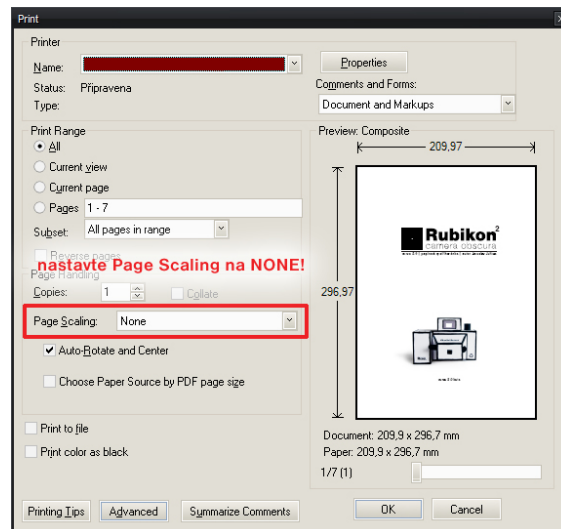 Print
Printer
Name:
Properties
Status: Připravena
Comments and Forms:
Type:
Document and Markups
Print Range
All
Current view
Current page
Pages 1 - 7
Subset: All pages in range
Reverse pages
nastavte Page Scaling na NONE!
Page Handling
Copies: 1 Collate
Page Scaling: None
Auto-Rotate and Center
Choose Paper Source by PDF page size
Print to file
Print color as black
Preview: Composite
209,97
296,97
Rubikon2
camera obscura
Document: 209,9 x 296,7 mm
Paper: 209,9 x 296,7 mm
1/7 (1)
Printing Tips Advanced Summarize Comments OK Cancel